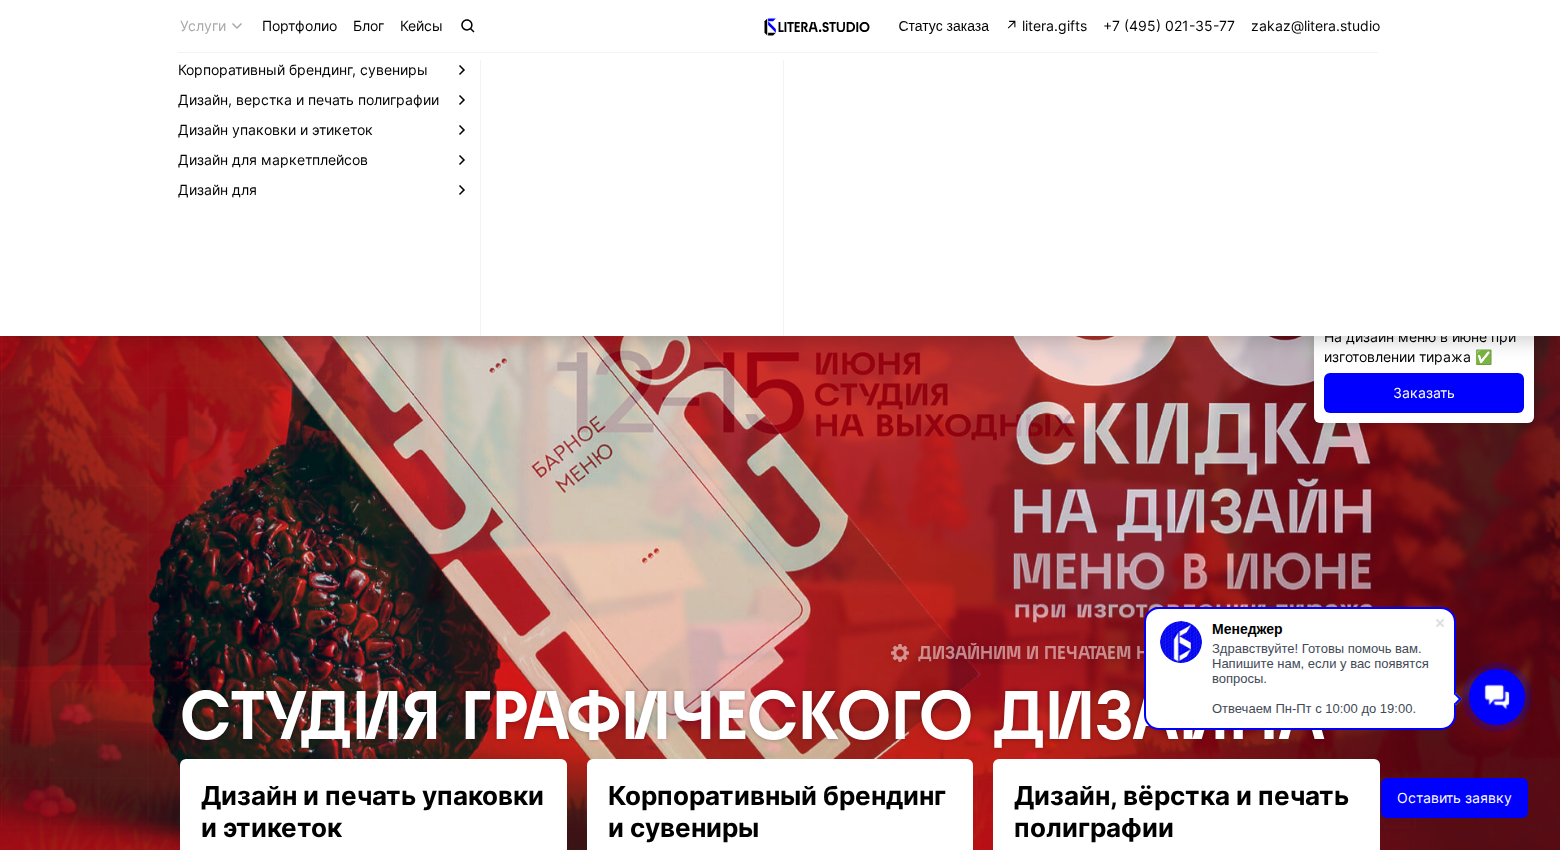 Услуги Портфолио Блог Кейсы LITERA.STUDIO Статус заказа litera.gifts +7 (495) 021-35-77 zakaz@litera.studio
Корпоративный брендинг, сувениры
Дизайн, верстка и печать полиграфии
Дизайн упаковки и этикеток
Дизайн для маркетплейсов
Дизайн для
На дизайн меню в июне при
изготовлении тиража ✅
Заказать
12–15
ИЮНЯ
СТУДИЯ
НА ВЫХОДНЫХ
БАРНОЕ
МЕНЮ
СКИДКА
НА ДИЗАЙН
МЕНЮ В ИЮНЕ
при изготовлении тиража
ДИЗАЙНИМ И ПЕЧАТАЕМ
СТУДИЯ ГРАФИЧЕСКОГО ДИЗАЙНА
Менеджер
Здравствуйте! Готовы помочь вам.
Напишите нам, если у вас появятся
вопросы.
Отвечаем Пн-Пт с 10:00 до 19:00.
Оставить заявку
Дизайн и печать упаковки
и этикеток
Корпоративный брендинг
и сувениры
Дизайн, вёрстка и печать
полиграфии